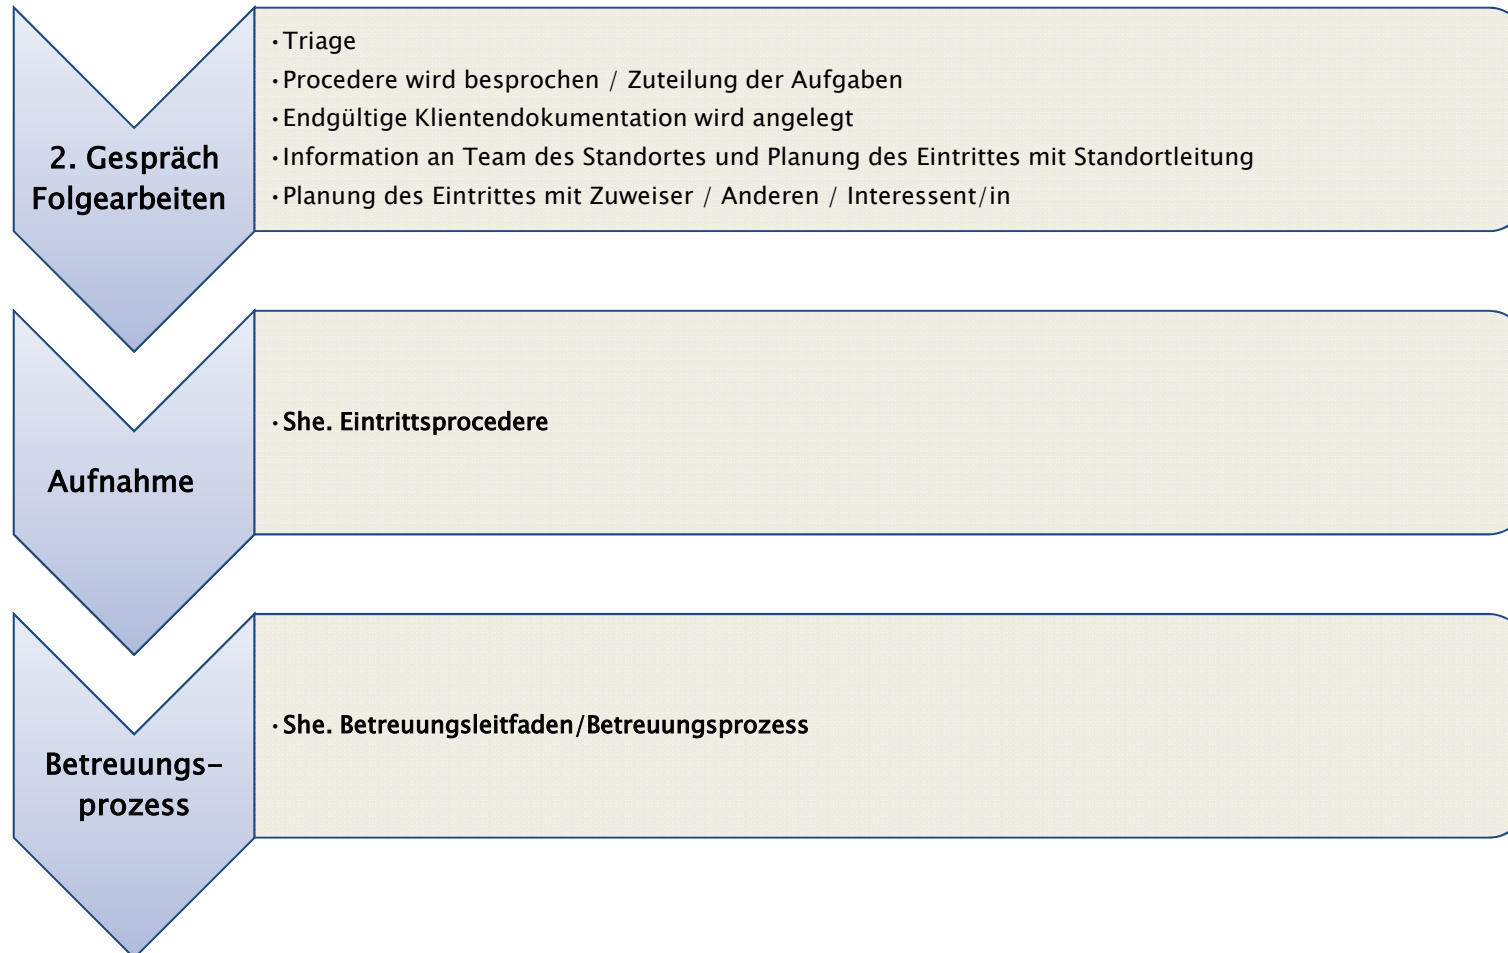 2. Gespräch
Folgearbeiten
•Triage
•Procedere wird besprochen / Zuteilung der Aufgaben
•Endgültige Klientendokumentation wird angelegt
•Information an Team des Standortes und Planung des Eintrittes mit Standortleitung
•Planung des Eintrittes mit Zuweiser / Anderen / Interessent/in
Aufnahme
•She. Eintrittsprocedere
Betreuungs–
prozess
•She. Betreuungsleitfaden/Betreuungsprozess